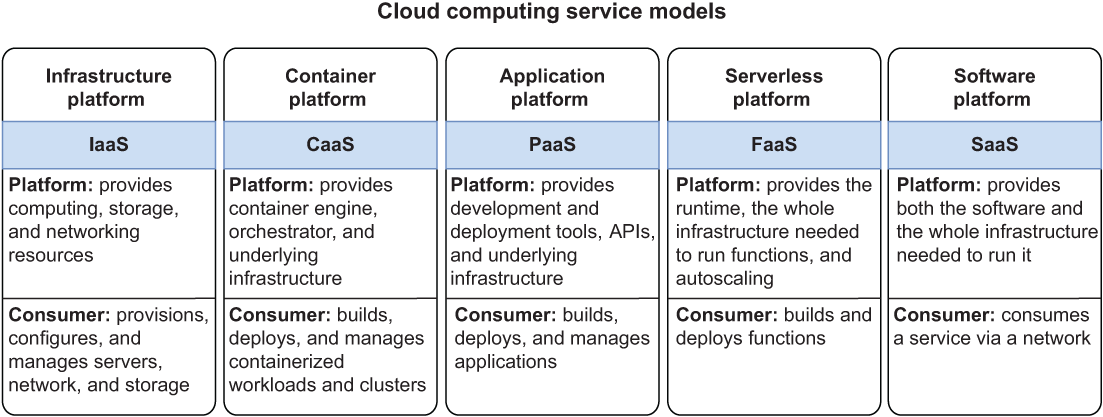 Cloud computing service models
Infrastructure
platform
IaaS
Platform: provides
computing, storage,
and networking
resources
Consumer: provisions,
configures, and
manages servers,
network, and storage
Container
platform
CaaS
Platform: provides
container engine,
orchestrator, and
underlying
infrastructure
Consumer: builds,
deploys, and manages
containerized
workloads and clusters
Application
platform
PaaS
Platform: provides
development and
deployment tools, APIs,
and underlying
infrastructure
Consumer: builds,
deploys, and manages
applications
Serverless
platform
FaaS
Platform: provides the
runtime, the whole
infrastructure needed
to run functions, and
autoscaling
Consumer: builds and
deploys functions
Software
platform
SaaS
Platform: provides
both the software and
the whole infrastructure
needed to run it
Consumer: consumes
a service via a network